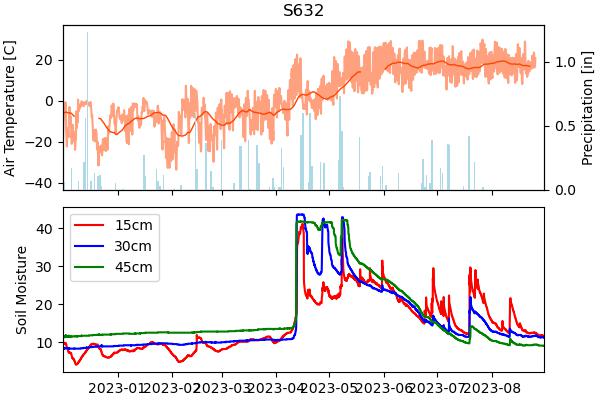 S632
Air Temperature [C]
20
0
−20
−40
1.0
0.5
0.0
Precipitation [in]
Soil Moisture
40
30
20
10
15cm
30cm
45cm
2023-01
2023-02
2023-03
2023-04
2023-05
2023-06
2023-07
2023-08